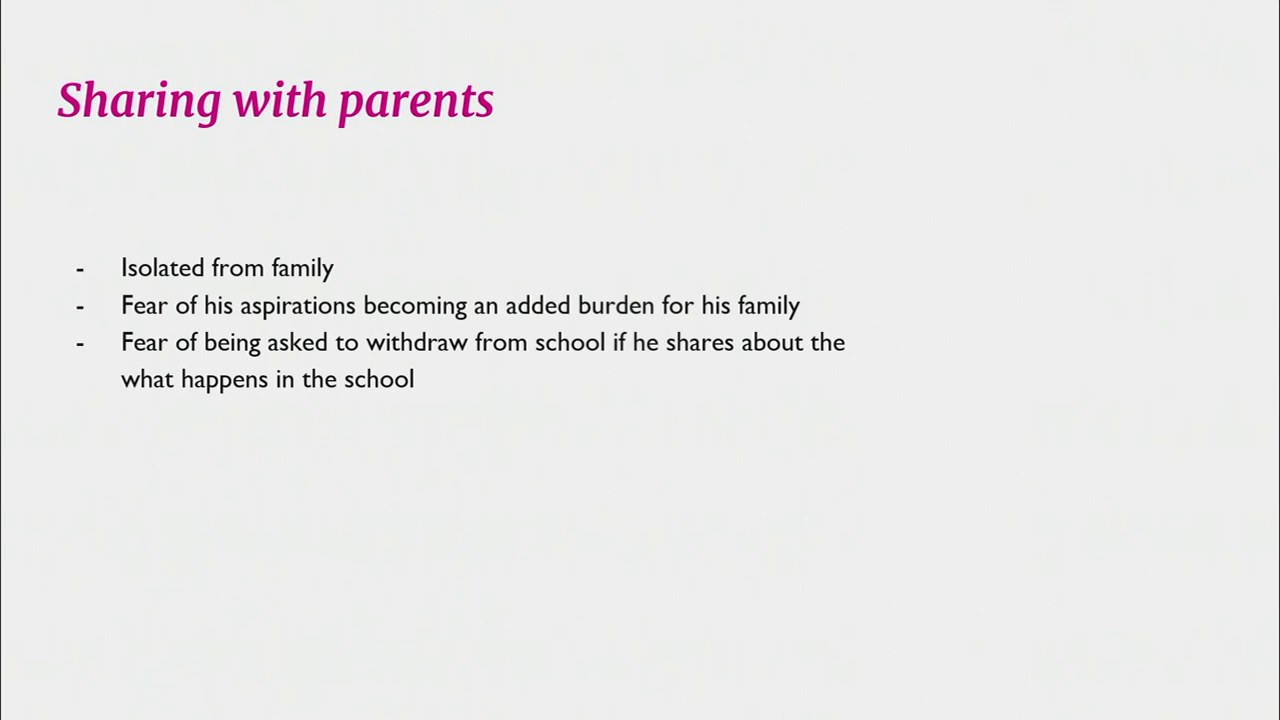 Sharing with parents
- Isolated from family
- Fear of his aspirations becoming an added burden for his family
- Fear of being asked to withdraw from school if he shares about the
what happens in the school